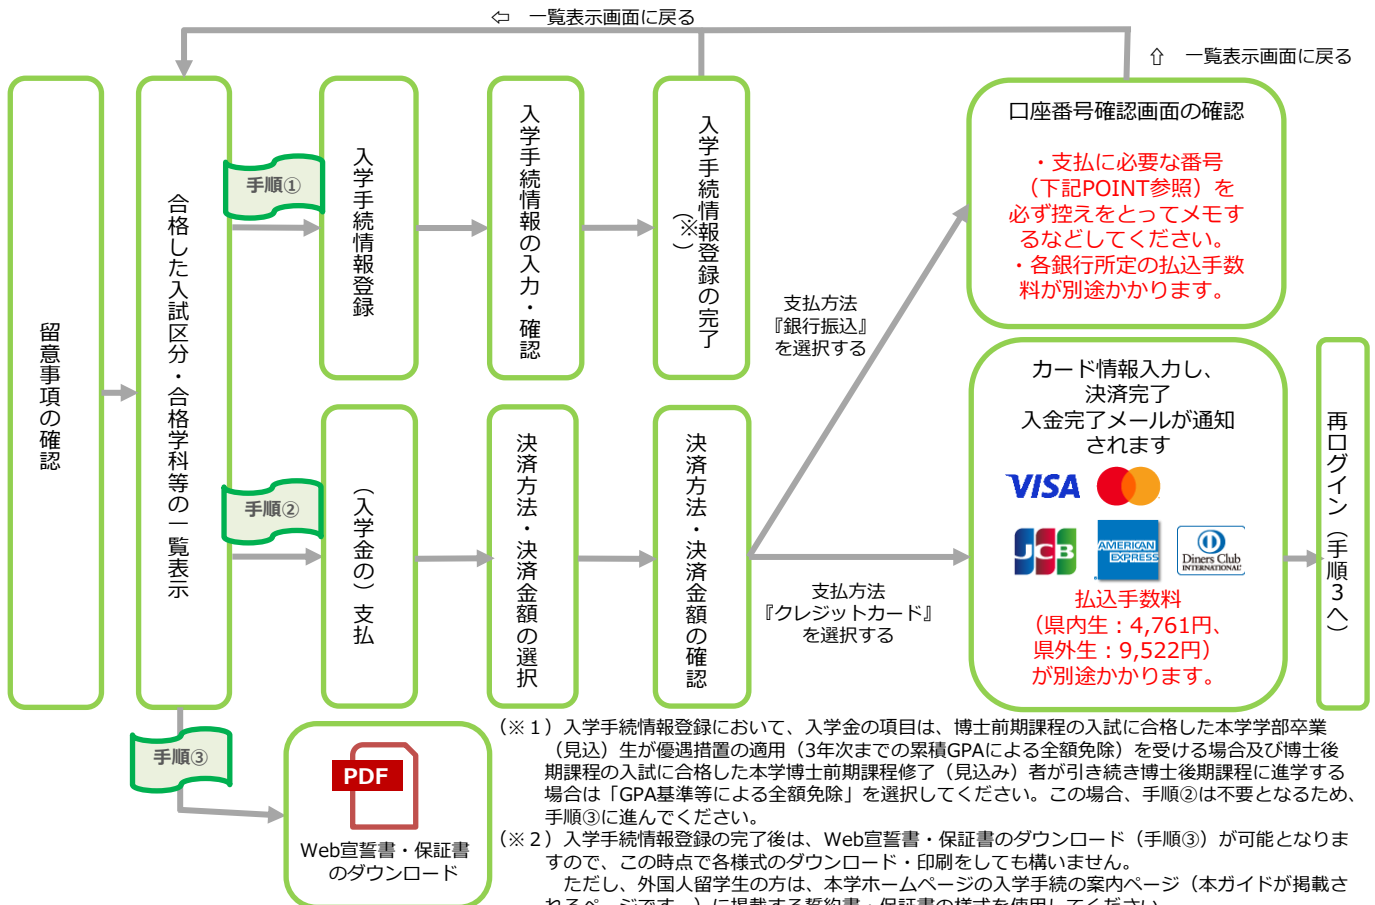 ⇦ 一覧表示画面に戻る
⇧ 一覧表示画面に戻る
留意事項の確認
合格した入試区分・合格学科等の一覧表示
手順①
入学手続情報登録
入学手続情報の入力・確認
入学手続情報登録の完了
(※)
手順②
(入学金の)支払
決済方法・決済金額の選択
決済方法・決済金額の確認
支払方法
『銀行振込』
を選択する
口座番号確認画面の確認
・支払に必要な番号
(下記POINT参照)を
必ず控えをとってメモす
るなどしてください。
・各銀行所定の払込手数
料が別途かかります。
支払方法
『クレジットカード』
を選択する
カード情報入力し、
決済完了
入金完了メールが通知
されます
VISA
JCB
AMERICAN
EXPRESS
Diners Club
INTERNATIONAL
払込手数料
(県内生:4,761円、
県外生:9,522円)
が別途かかります。
再ログイン(手順3へ)
手順③
PDF
Web宣誓書・保証書
のダウンロード
(※1)入学手続情報登録において、入学金の項目は、博士前期課程の入試に合格した本学学部卒業
(見込)生が優遇措置の適用(3年次までの累積GPAによる全額免除)を受ける場合及び博士後
期課程の入試に合格した本学博士前期課程修了(見込み)者が引き続き博士後期課程に進学する
場合は「GPA基準等による全額免除」を選択してください。この場合、手順②は不要となるため、
手順③に進んでください。
(※2)入学手続情報登録の完了後は、Web宣誓書・保証書のダウンロード(手順③)が可能となりま
すので、この時点で各様式のダウンロード・印刷をしても構いません。
ただし、外国人留学生の方は、本学ホームページの入学手続の案内ページ(本ガイドが掲載さ
れるページです。)に掲載する誓約書・保証書の様式を使用してください。